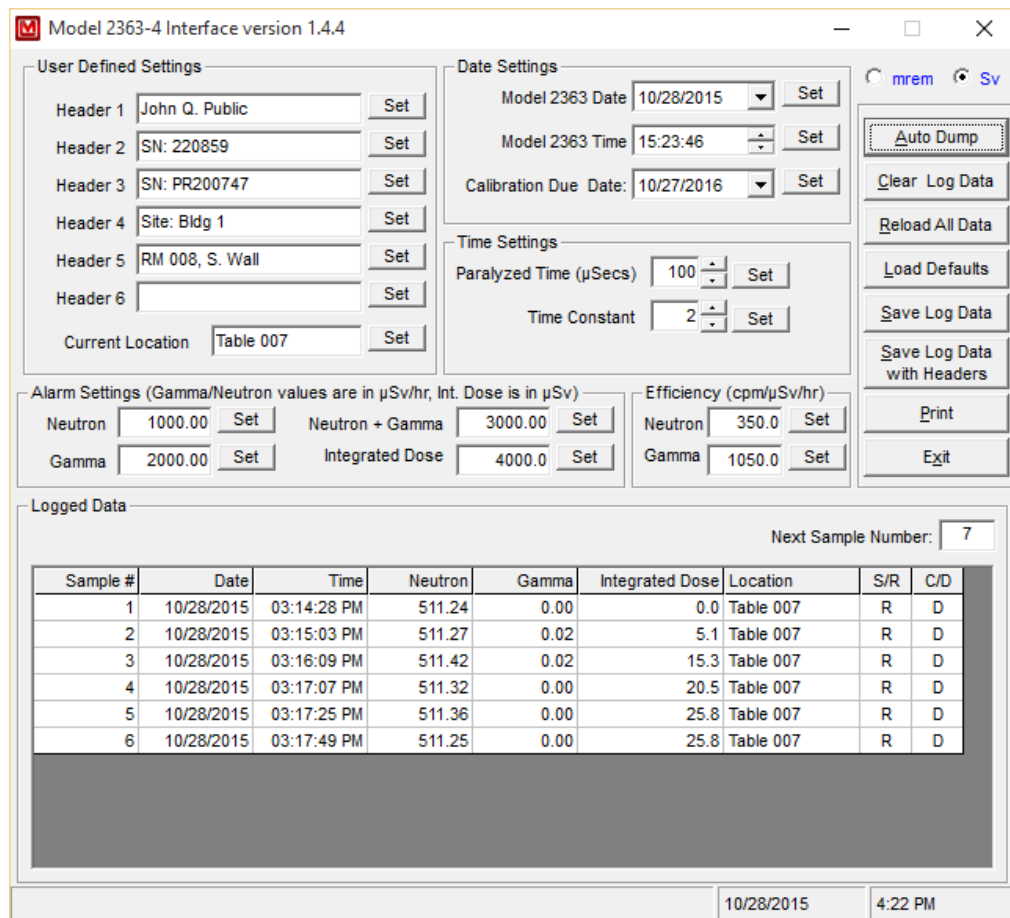 Model 2363-4 Interface version 1.4.4
User Defined Settings
Header 1 John Q. Public Set
Header 2 SN: 220859 Set
Header 3 SN: PR200747 Set
Header 4 Site: Bldg 1 Set
Header 5 RM 008, S. Wall Set
Header 6 Set
Current Location Table 007 Set
Date Settings
Model 2363 Date 10/28/2015 Set
Model 2363 Time 15:23:46 Set
Calibration Due Date: 10/27/2016 Set
Time Settings
Paralyzed Time (µSecs) 100 Set
Time Constant 2 Set
mrem Sv
Auto Dump
Clear Log Data
Reload All Data
Load Defaults
Save Log Data
Save Log Data
with Headers
Print
Exit
Alarm Settings (Gamma/Neutron values are in µSv/hr, Int. Dose is in µSv)
Neutron 1000.00 Set Neutron + Gamma 3000.00 Set
Gamma 2000.00 Set Integrated Dose 4000.0 Set
Efficiency (cpm/µSv/hr)
Neutron 350.0 Set
Gamma 1050.0 Set
Logged Data
Next Sample Number: 7
Sample # Date Time Neutron Gamma Integrated Dose Location S/R C/D
1 10/28/2015 03:14:28 PM 511.24 0.00 0.0 Table 007 R D
2 10/28/2015 03:15:03 PM 511.27 0.02 5.1 Table 007 R D
3 10/28/2015 03:16:09 PM 511.42 0.02 15.3 Table 007 R D
4 10/28/2015 03:17:07 PM 511.32 0.00 20.5 Table 007 R D
5 10/28/2015 03:17:25 PM 511.36 0.00 25.8 Table 007 R D
6 10/28/2015 03:17:49 PM 511.25 0.00 25.8 Table 007 R D
10/28/2015 4:22 PM